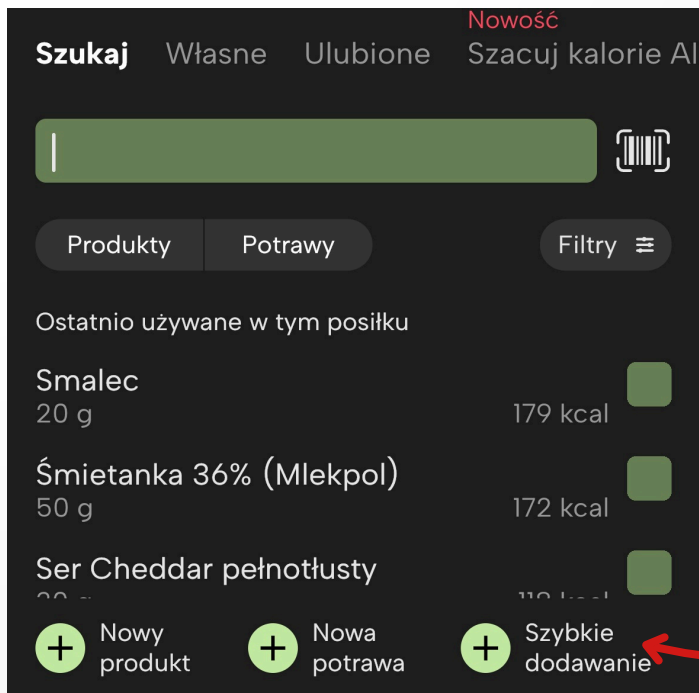 Nowość
Szukaj Własne Ulubione Szacuj kalorie AI
Produkty Potrawy Filtry
Ostatnio używane w tym posiłku
Smalec
20 g 179 kcal
Śmietanka 36% (Mlekpol)
50 g 172 kcal
Ser Cheddar pełnotłusty
Nowy produkt
Nowa potrawa
Szybkie dodawanie